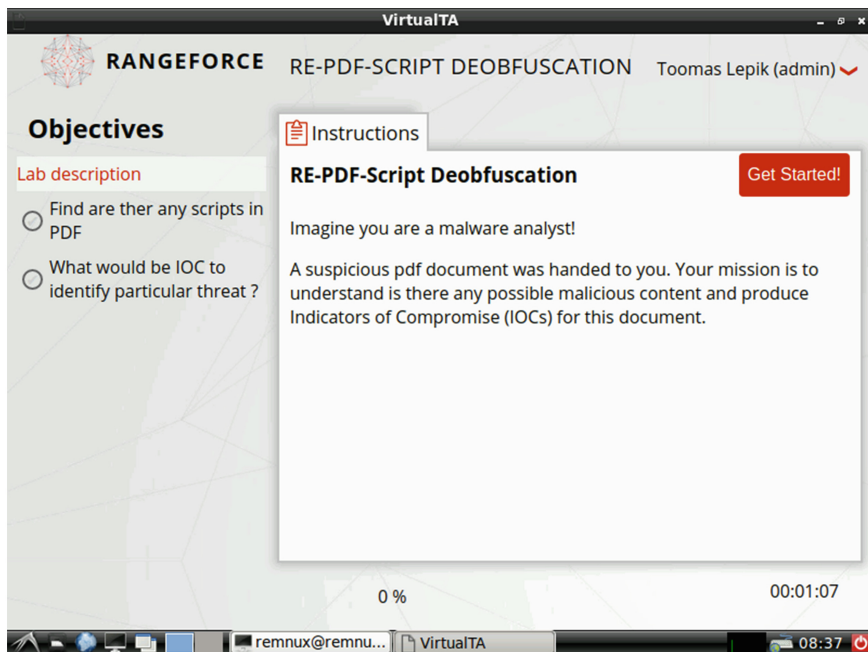 VirtualTA
RANGEFORCE
RE-PDF-SCRIPT DEOBFUSCATION
Toomas Lepik (admin)
Objectives
Lab description
Find are ther any scripts in
PDF
What would be IOC to
identify particular threat ?
Instructions
RE-PDF-Script Deobfuscation
Get Started!
Imagine you are a malware analyst!
A suspicious pdf document was handed to you. Your mission is to
understand is there any possible malicious content and produce
Indicators of Compromise (IOCs) for this document.
0 %
00:01:07
remnux@remnu...
VirtualTA
08:37